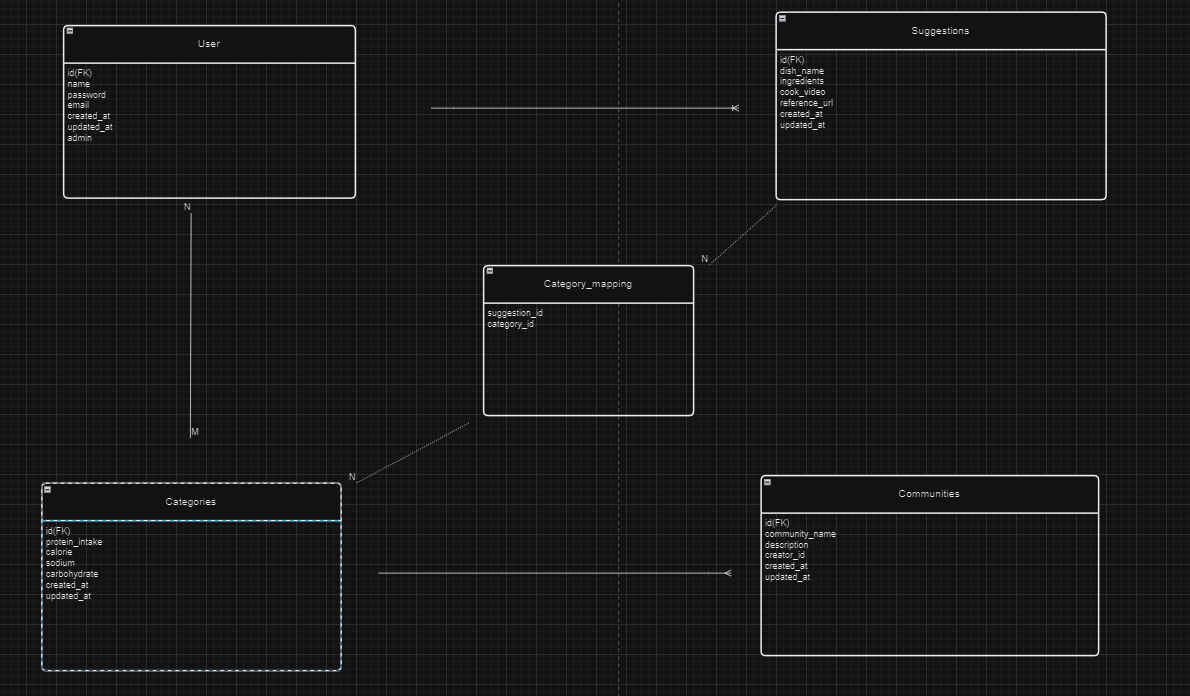 User
id(FK)
name
password
email
created_at
updated_at
admin
Suggestions
id(FK)
dish_name
ingredients
cook_video
reference_url
created_at
updated_at
N
M
N
Category_mapping
suggestion_id
category_id
N
Categories
id(FK)
protein_intake
calorie
sodium
carbohydrate
created_at
updated_at
Communities
id(FK)
community_name
description
creator_id
created_at
updated_at